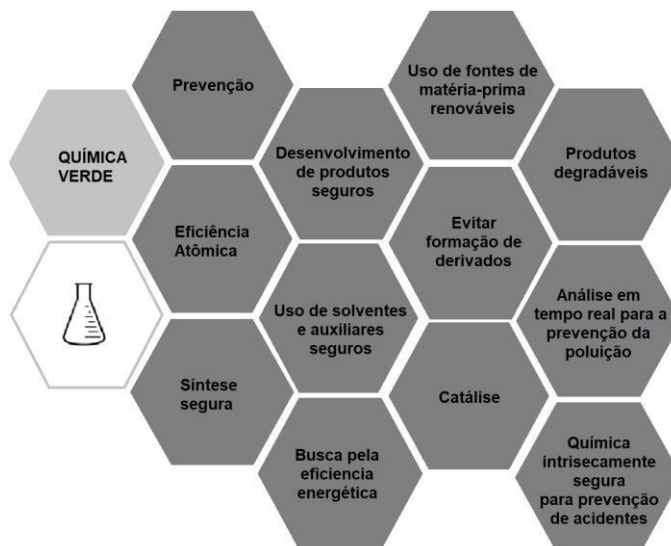 QUÍMICA
VERDE
Prevenção
Eficiência
Atômica
Síntese
segura
Desenvolvimento
de produtos
seguros
Uso de solventes
e auxiliares
seguros
Busca pela
eficiencia
energética
Uso de fontes de
matéria-prima
renováveis
Evitar
formação de
derivados
Catálise
Produtos
degradáveis
Análise em
tempo real para a
prevenção da
poluição
Química
intrisecamente
segura
para prevenção
de acidentes